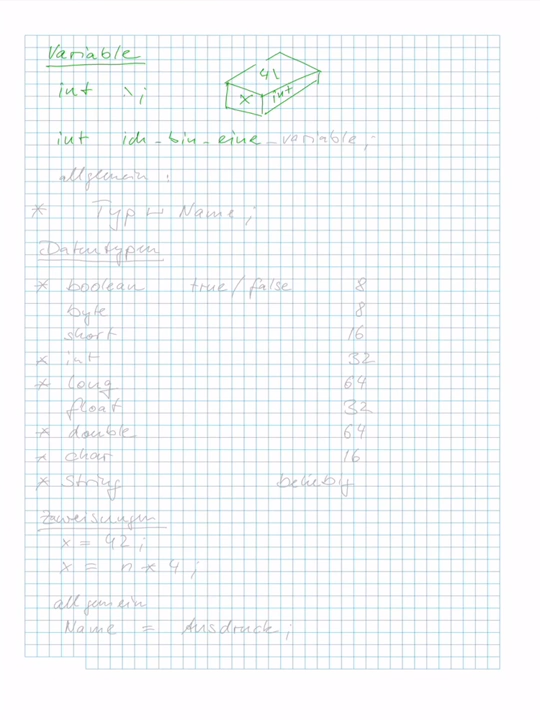 Variable
int x;
42
x int
int ich_bin_eine_variable;
allgemein:
* Typ ⊔ Name;
Datentypen
* boolean true/false 8
byte 8
short 16
* int 32
* long 64
float 32
* double 64
* char 16
* String beliebig
Zuweisungen
x = 42;
x = n * 4;
allgemein
Name = Ausdruck;